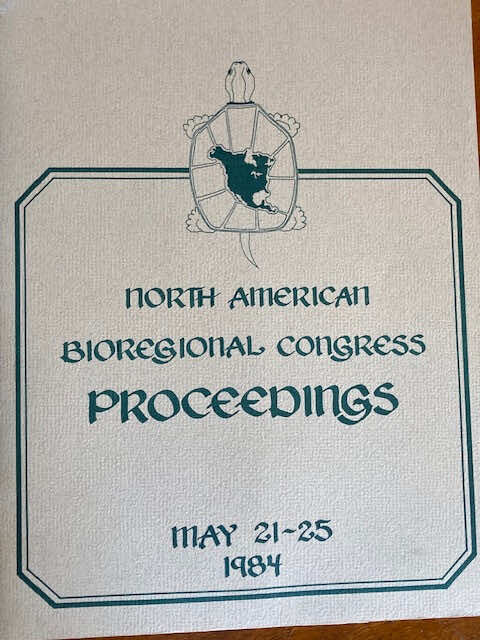 NORTH AMERICAN
BIOREGIONAL CONGRESS
PROCEEDINGS
MAY 21-25
1984